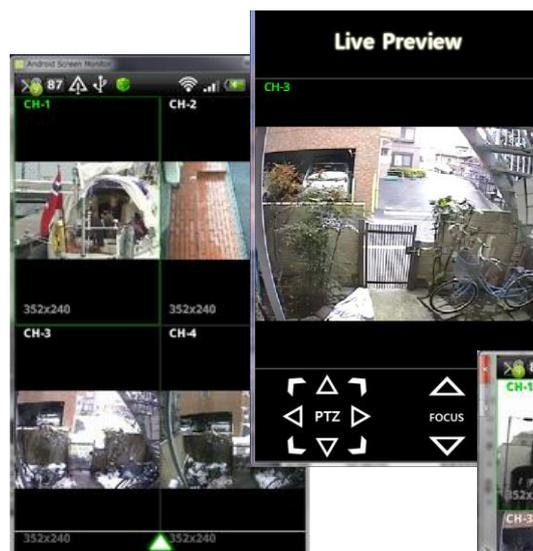 Live Preview
CH-3
Android Screen Monitor
87
CH-1 CH-2
352x240 352x240
CH-3 CH-4
352x240 352x240
PTZ FOCUS
CH-1
CH-3